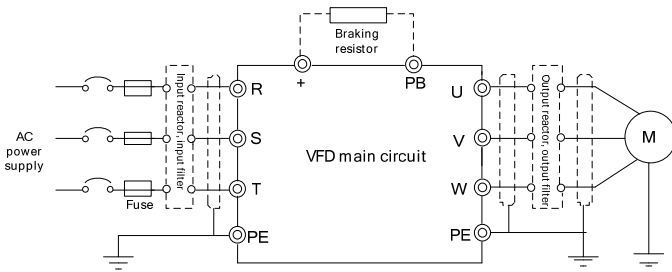 Braking
resistor
+
PB
Input reactor, input filter
R
S
T
PE
AC
power
supply
Fuse
VFD main circuit
U
V
W
PE
Output reactor, output filter
M